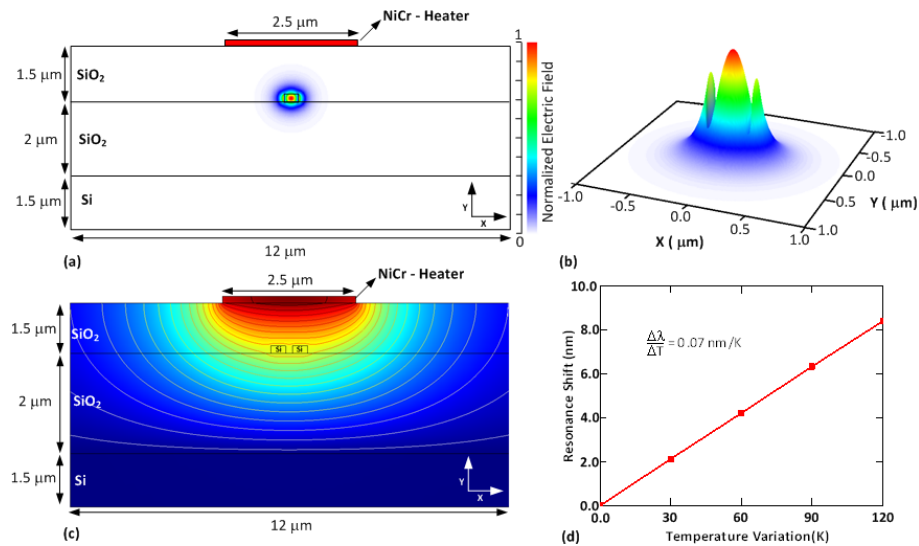 NiCr - Heater
2.5 µm
1.5 µm
SiO2
2 µm
SiO2
1.5 µm
Si
Y
X
12 µm
(a)
1
Normalized Electric Field
0
-1.0
-0.5
0.0
0.5
1.0
X ( µm)
-1.0
-0.5
0.0
0.5
1.0
Y ( µm)
(b)
NiCr - Heater
2.5 µm
1.5 µm
SiO2
Si
Si
2 µm
SiO2
1.5 µm
Si
Y
X
12 µm
(c)
10.0
8.0
6.0
4.0
2.0
0.0
Resonance Shift (nm)
Δλ
ΔT = 0.07 nm/K
0.0 30 60 90 120
Temperature Variation(K)
(d)